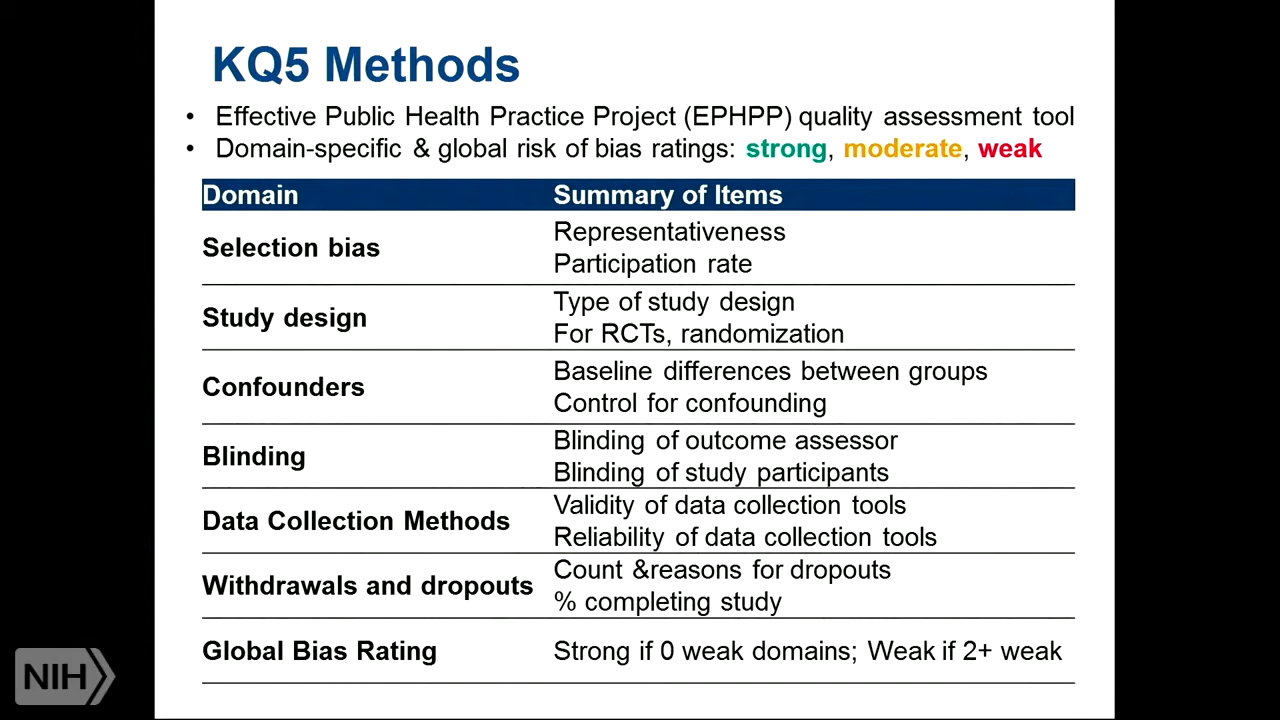 KQ5 Methods
• Effective Public Health Practice Project (EPHPP) quality assessment tool
• Domain-specific & global risk of bias ratings: strong, moderate, weak
Domain Summary of Items
Selection bias
Representativeness
Participation rate
Study design
Type of study design
For RCTs, randomization
Confounders
Baseline differences between groups
Control for confounding
Blinding
Blinding of outcome assessor
Blinding of study participants
Data Collection Methods
Validity of data collection tools
Reliability of data collection tools
Withdrawals and dropouts
Count &reasons for dropouts
% completing study
Global Bias Rating Strong if 0 weak domains; Weak if 2+ weak
NIH